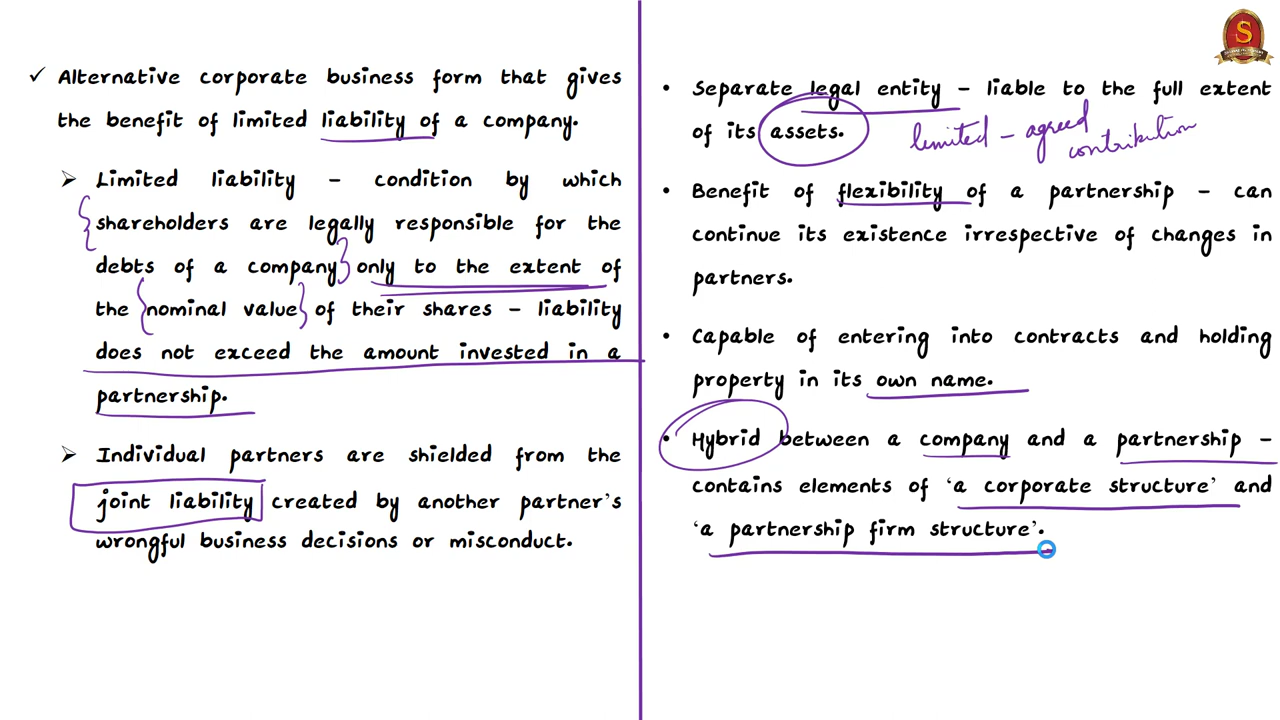 ✓ Alternative corporate business form that gives
the benefit of limited liability of a company.
➤ Limited liability – condition by which
shareholders are legally responsible for the
debts of a company only to the extent of
the nominal value of their shares – liability
does not exceed the amount invested in a
partnership.
➤ Individual partners are shielded from the
joint liability created by another partner's
wrongful business decisions or misconduct.
S
• Separate legal entity – liable to the full extent
of its assets.
limited – agreed
contribution
• Benefit of flexibility of a partnership – can
continue its existence irrespective of changes in
partners.
• Capable of entering into contracts and holding
property in its own name.
• Hybrid between a company and a partnership –
contains elements of 'a corporate structure' and
'a partnership firm structure'.